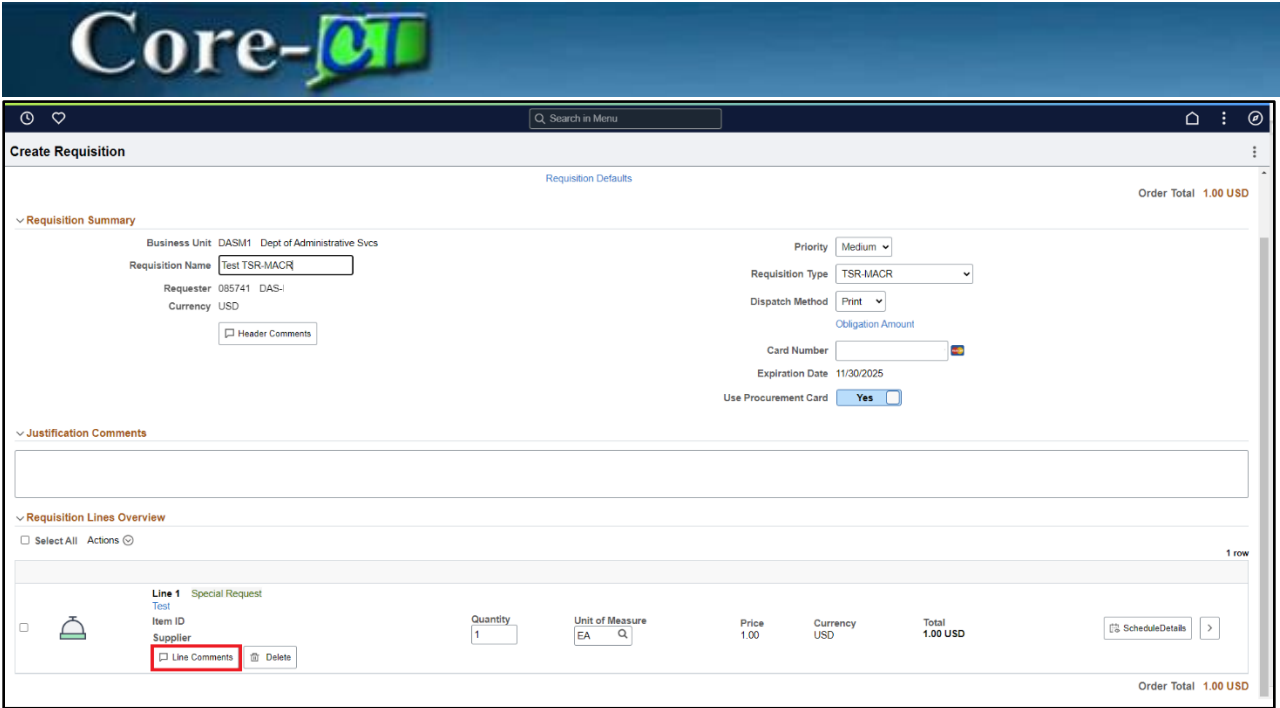 Core-CT
Search in Menu
Create Requisition
Requisition Defaults
Order Total 1.00 USD
Requisition Summary
Business Unit DASM1 Dept of Administrative Svcs
Requisition Name Test TSR-MACR
Requester 085741 DAS-
Currency USD
Header Comments
Priority Medium
Requisition Type TSR-MACR
Dispatch Method Print
Obligation Amount
Card Number
Expiration Date 11/30/2025
Use Procurement Card Yes
Justification Comments
Requisition Lines Overview
Select All Actions
1 row
Line 1 Special Request
Test
Item ID
Supplier
Line Comments Delete
Quantity
1
Unit of Measure
EA
Price
1.00
Currency
USD
Total
1.00 USD
ScheduleDetails
Order Total 1.00 USD